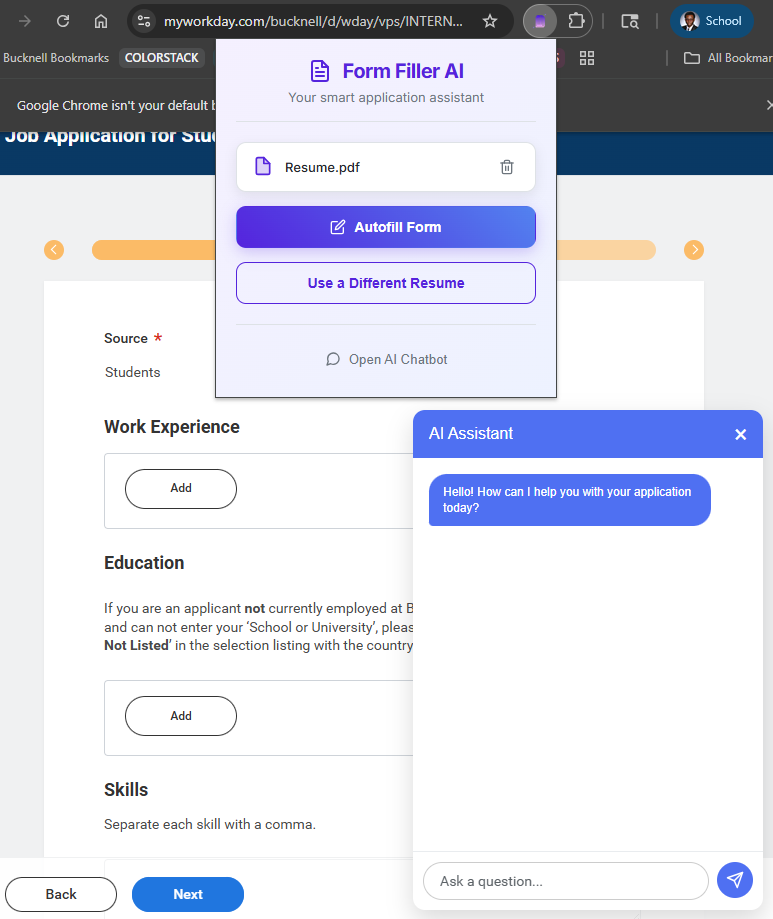 myworkday.com/bucknell/d/wday/vps/INTERN...
School
Bucknell Bookmarks
COLORSTACK
All Bookmar
Google Chrome isn't your default b
Form Filler AI
Your smart application assistant
Resume.pdf
Autofill Form
Use a Different Resume
Open AI Chatbot
Job Application for Stu
Source *
Students
Work Experience
Add
Education
If you are an applicant not currently employed at B
and can not enter your ‘School or University’, pleas
Not Listed’ in the selection listing with the country
Add
Skills
Separate each skill with a comma.
Back
Next
AI Assistant
Hello! How can I help you with your application
today?
Ask a question...